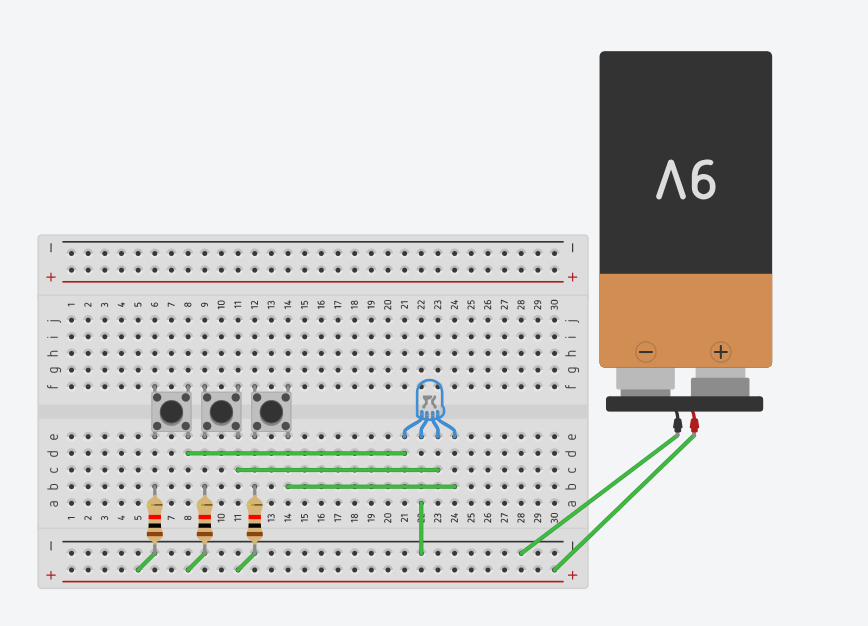 9V
− −
+ +
1 2 3 4 5 6 7 8 9 10 11 12 13 14 15 16 17 18 19 20 21 22 23 24 25 26 27 28 29 30
j j
i i
h h
g g
− +
f f
e e
d d
c c
b b
a a
1 2 3 4 5 6 7 8 9 10 11 12 13 14 15 16 17 18 19 20 21 22 23 24 25 26 27 28 29 30
− −
+ +